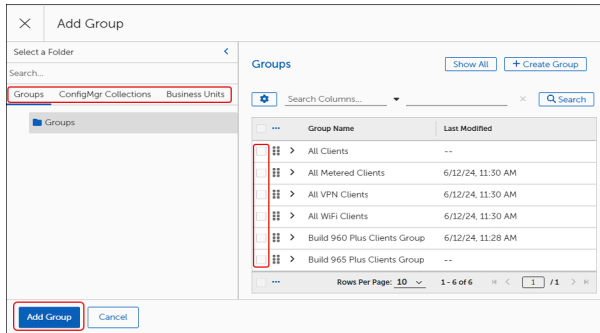 Add Group
Select a Folder
Search...
Groups ConfigMgr Collections Business Units
Groups
Groups Show All + Create Group
Search Columns... Search
Group Name Last Modified
All Clients --
All Metered Clients 6/12/24, 11:30 AM
All VPN Clients 6/12/24, 11:30 AM
All WiFi Clients 6/12/24, 11:30 AM
Build 960 Plus Clients Group 6/12/24, 11:28 AM
Build 965 Plus Clients Group --
Rows Per Page: 10 1 - 6 of 6 1 / 1
Add Group Cancel